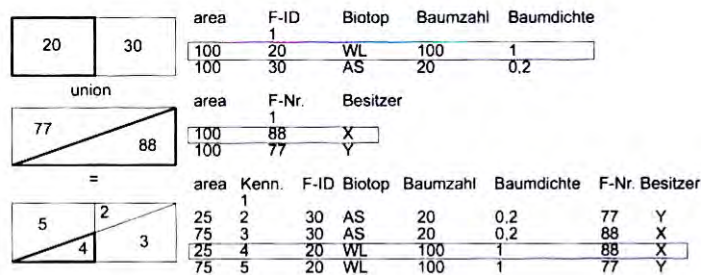 20 30
area F-ID Biotop Baumzahl Baumdichte
1
100 20 WL 100 1
100 30 AS 20 0,2
union
area F-Nr. Besitzer
1
77
88
100 88 X
100 77 Y
=
area Kenn. F-ID Biotop Baumzahl Baumdichte F-Nr. Besitzer
1
5 2
4 3
25 2 30 AS 20 0,2 77 Y
75 3 30 AS 20 0,2 88 X
25 4 20 WL 100 1 88 X
75 5 20 WL 100 1 77 Y